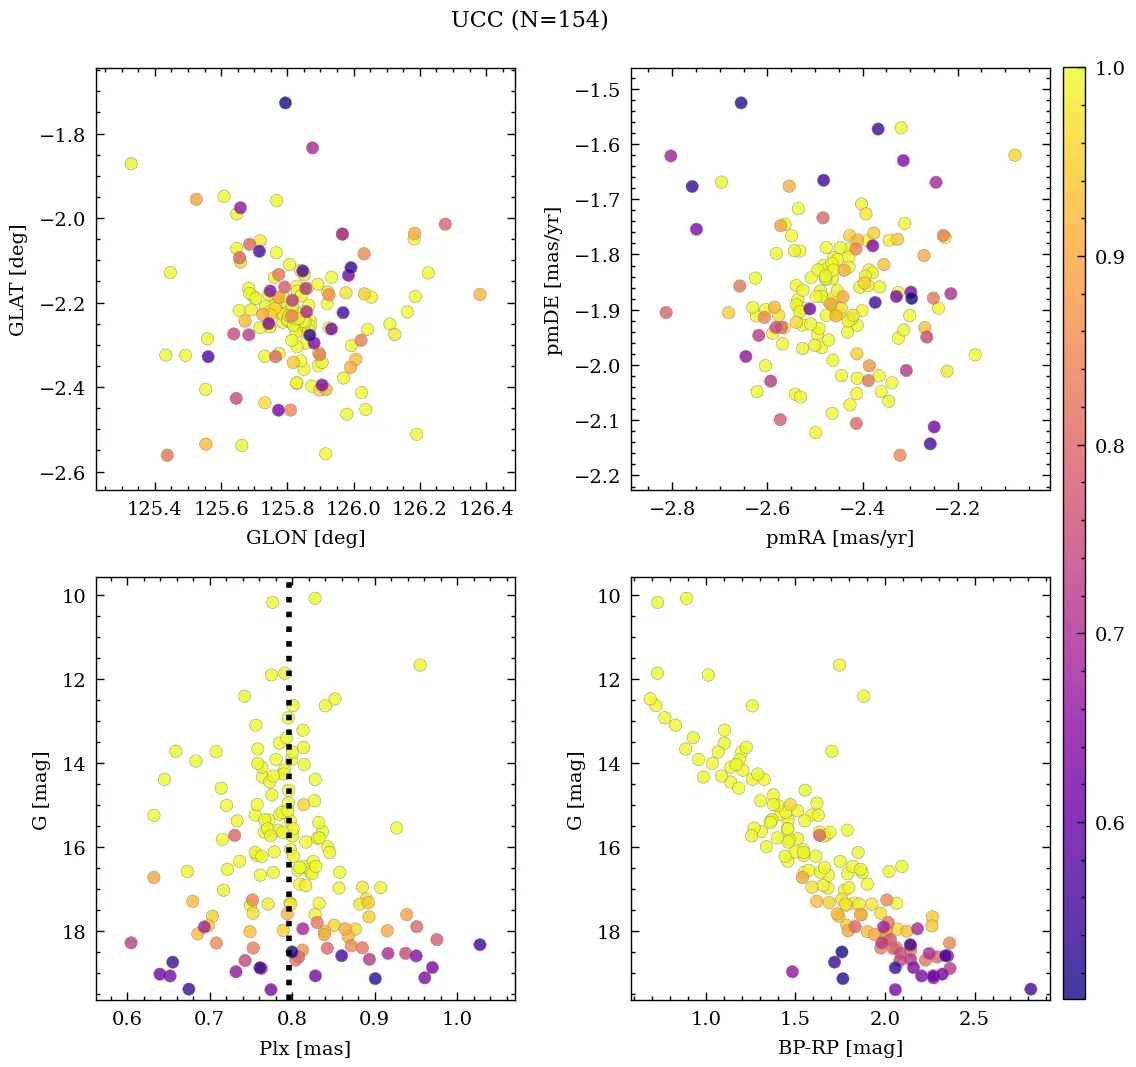 UCC (N=154)
−1.8
−2.0
−2.2
−2.4
−2.6
GLAT [deg]
125.4 125.6 125.8 126.0 126.2 126.4
GLON [deg]
−1.5
−1.6
−1.7
−1.8
−1.9
−2.0
−2.1
−2.2
pmDE [mas/yr]
−2.8 −2.6 −2.4 −2.2
pmRA [mas/yr]
1.0
0.9
0.8
0.7
0.6
10
12
14
16
18
G [mag]
0.6 0.7 0.8 0.9 1.0
Plx [mas]
10
12
14
16
18
G [mag]
1.0 1.5 2.0 2.5
BP-RP [mag]